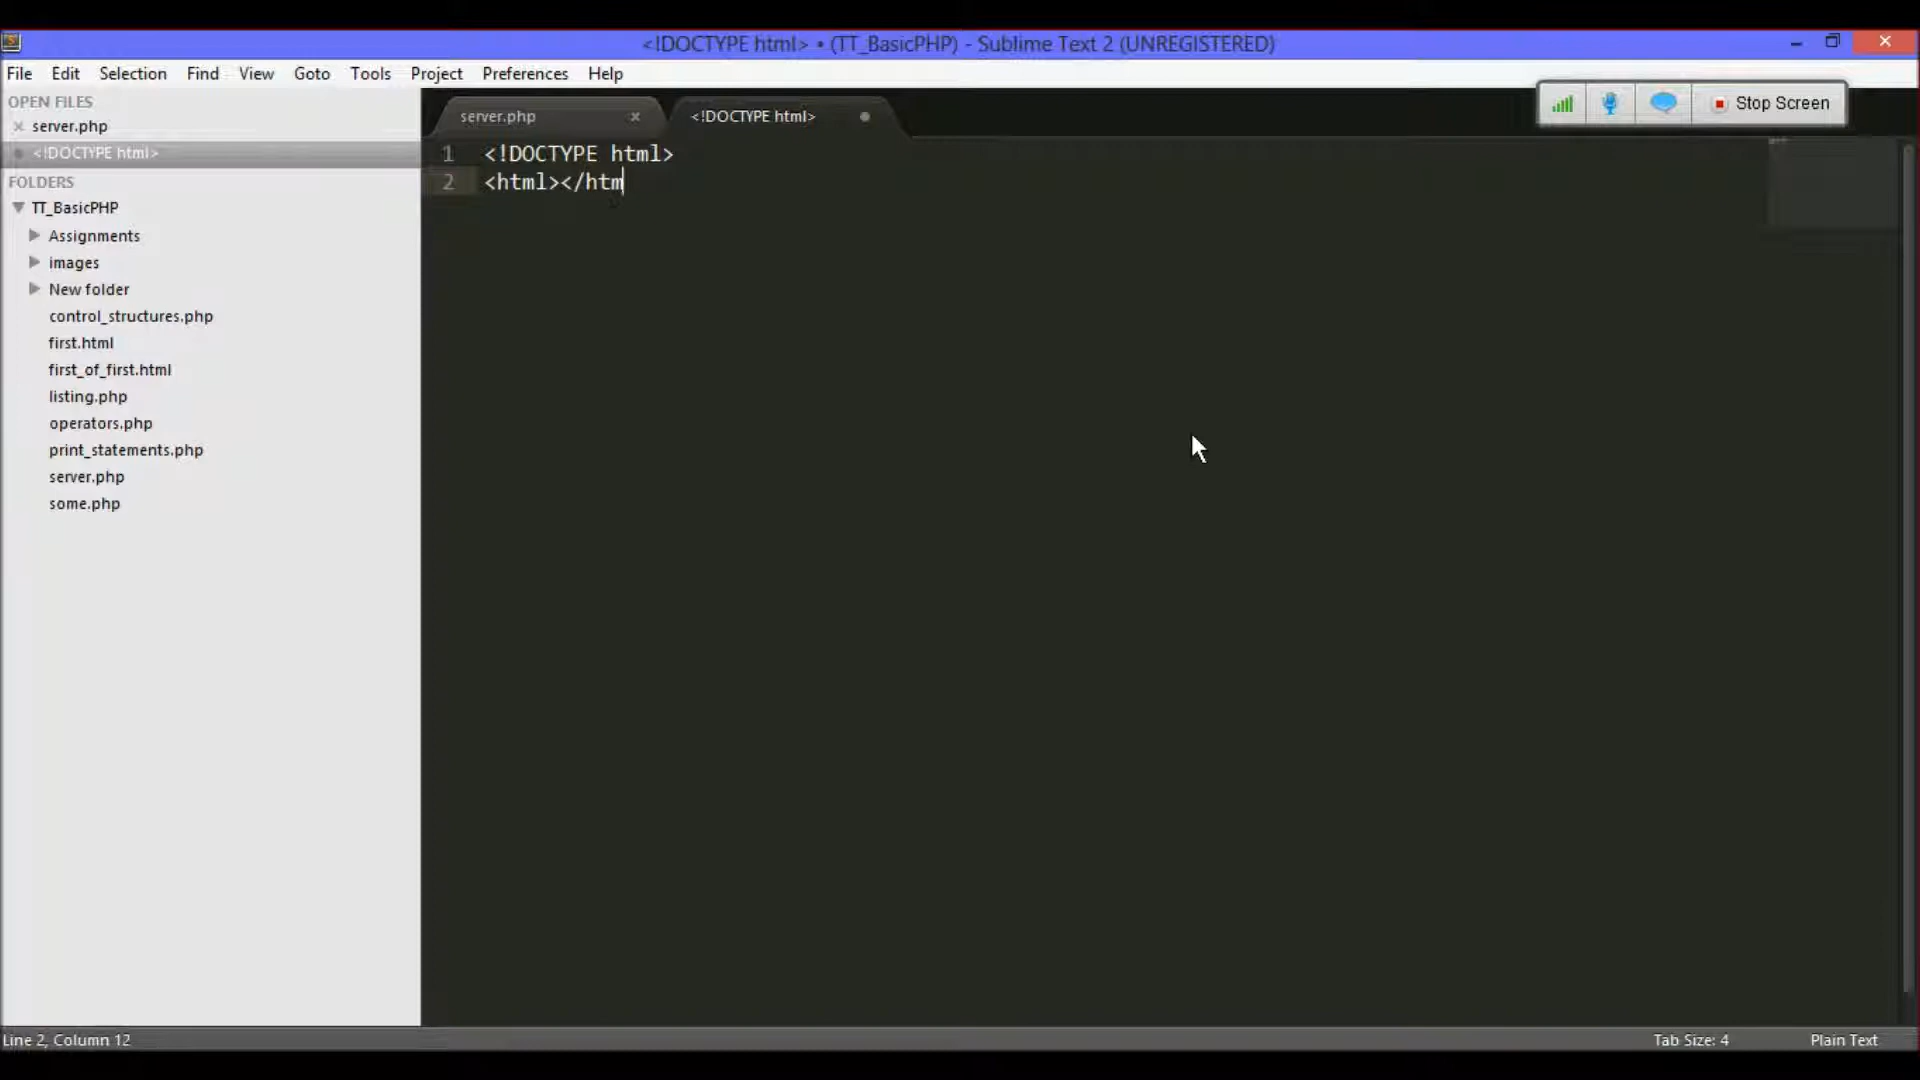 <!DOCTYPE html> • (TT_BasicPHP) - Sublime Text 2 (UNREGISTERED)
File Edit Selection Find View Goto Tools Project Preferences Help
Stop Screen
OPEN FILES
server.php
<!DOCTYPE html>
FOLDERS
TT_BasicPHP
Assignments
images
New folder
control_structures.php
first.html
first_of_first.html
listing.php
operators.php
print_statements.php
server.php
some.php
server.php <!DOCTYPE html>
1 <!DOCTYPE html>
2 <html></htm
Line 2, Column 12 Tab Size: 4 Plain Text